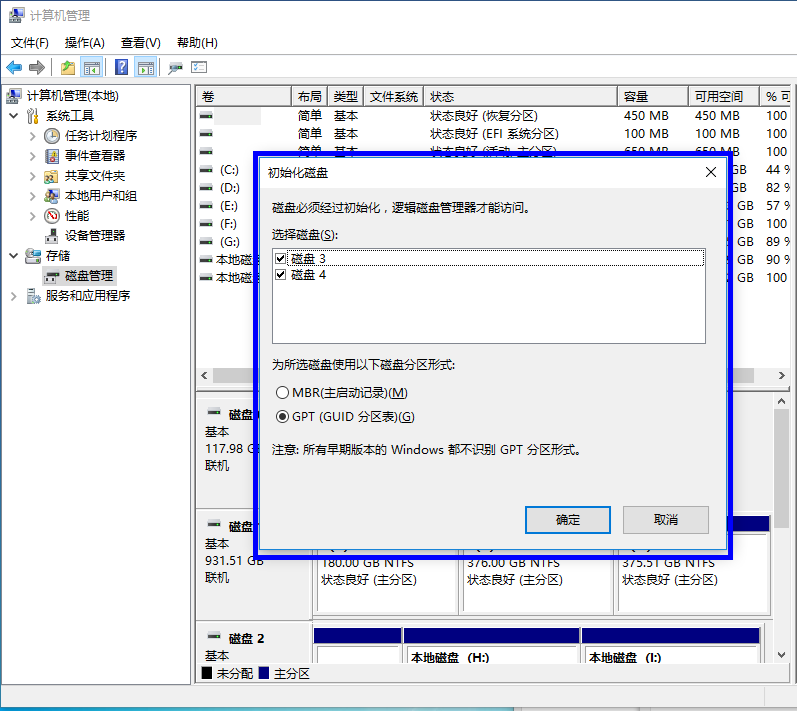 计算机管理
文件(F) 操作(A) 查看(V) 帮助(H)
计算机管理(本地)
系统工具
任务计划程序
事件查看器
共享文件夹
本地用户和组
性能
设备管理器
存储
磁盘管理
服务和应用程序
卷 布局 类型 文件系统 状态 容量 可用空间 % 可
简单 基本 状态良好 (恢复分区) 450 MB 450 MB 100
简单 基本 状态良好 (EFI 系统分区) 100 MB 100 MB 100
简单 基本 状态良好 (活动, 主分区) 650 MB 650 MB 100
(C:) GB 44 %
(D:) GB 82 %
(E:) GB 57 %
(F:) GB 100
(G:) GB 89 %
本地磁盘 GB 90 %
本地磁盘 GB 100
初始化磁盘
磁盘必须经过初始化，逻辑磁盘管理器才能访问。
选择磁盘(S):
磁盘 3
磁盘 4
为所选磁盘使用以下磁盘分区形式:
MBR(主启动记录)(M)
GPT (GUID 分区表)(G)
注意: 所有早期版本的 Windows 都不识别 GPT 分区形式。
确定 取消
磁盘
基本
117.98 GB
联机
磁盘
基本
931.51 GB
联机
180.00 GB NTFS
状态良好 (主分区)
376.00 GB NTFS
状态良好 (主分区)
375.51 GB NTFS
状态良好 (主分区)
磁盘 2
基本
本地磁盘 (H:)
本地磁盘 (I:)
未分配 主分区